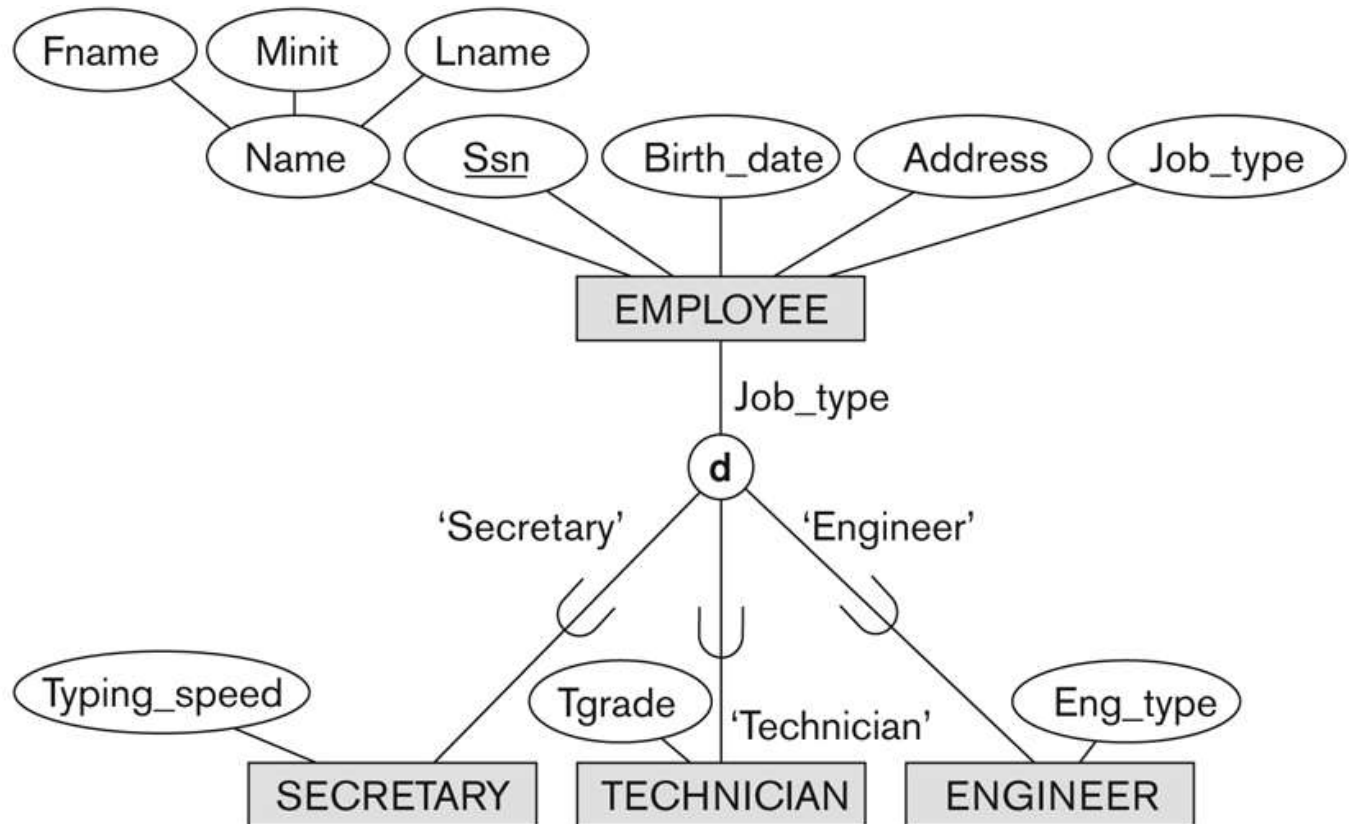 Fname Minit Lname
Name Ssn Birth_date Address Job_type
EMPLOYEE
Job_type
d
‘Secretary’ ‘Engineer’
Typing_speed Tgrade Eng_type
‘Technician’
SECRETARY TECHNICIAN ENGINEER